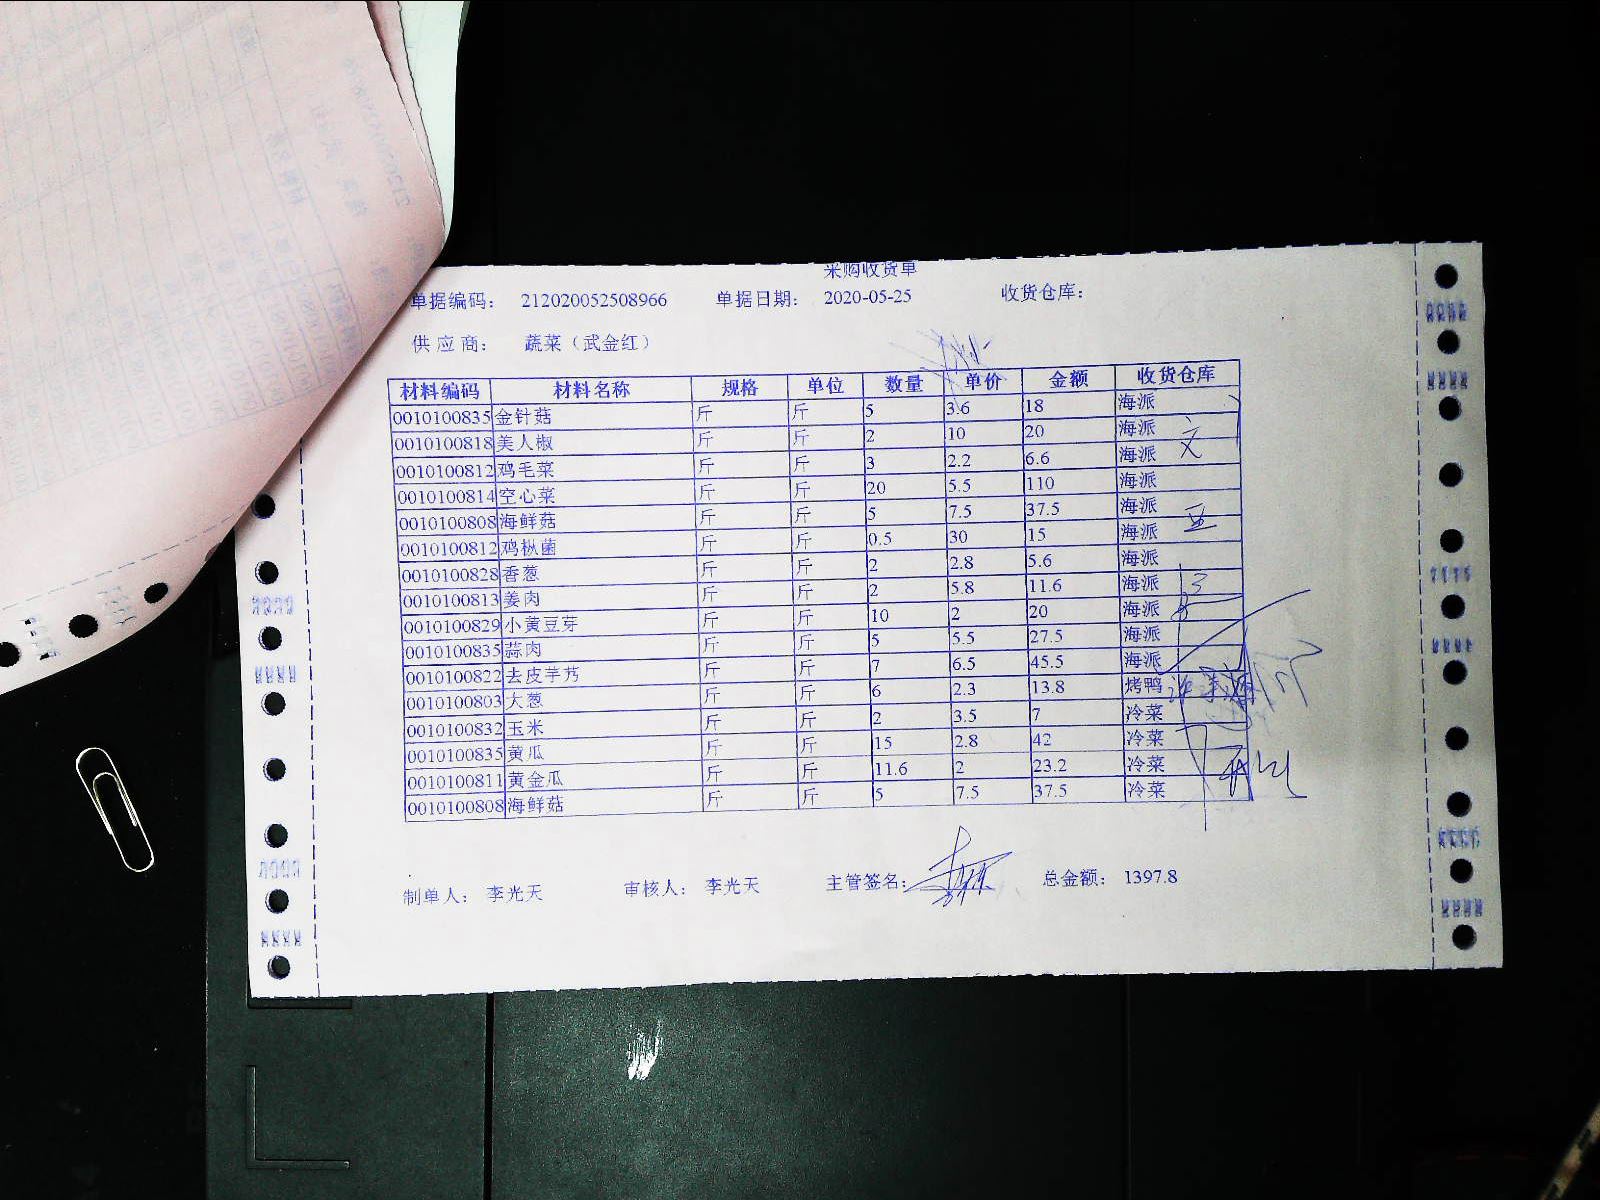 采购收货单
单据编码： 212020052508966 单据日期： 2020-05-25 收货仓库：
供应商： 蔬菜（武金红）
材料编码 材料名称 规格 单位 数量 单价 金额 收货仓库
0010100835 金针菇 斤 斤 5 3.6 18 海派
0010100818 美人椒 斤 斤 2 10 20 海派
0010100812 鸡毛菜 斤 斤 3 2.2 6.6 海派
0010100814 空心菜 斤 斤 20 5.5 110 海派
0010100808 海鲜菇 斤 斤 5 7.5 37.5 海派
0010100812 鸡枞菌 斤 斤 0.5 30 15 海派
0010100828 香葱 斤 斤 2 2.8 5.6 海派
0010100813 姜肉 斤 斤 2 5.8 11.6 海派
0010100829 小黄豆芽 斤 斤 10 2 20 海派
0010100835 蒜肉 斤 斤 5 5.5 27.5 海派
0010100822 去皮芋艿 斤 斤 7 6.5 45.5 海派
0010100803 大葱 斤 斤 6 2.3 13.8 烤鸭
0010100832 玉米 斤 斤 2 3.5 7 冷菜
0010100835 黄瓜 斤 斤 15 2.8 42 冷菜
0010100811 黄金瓜 斤 斤 11.6 2 23.2 冷菜
0010100808 海鲜菇 斤 斤 5 7.5 37.5 冷菜
制单人： 李光天 审核人： 李光天 主管签名： 总金额： 1397.8